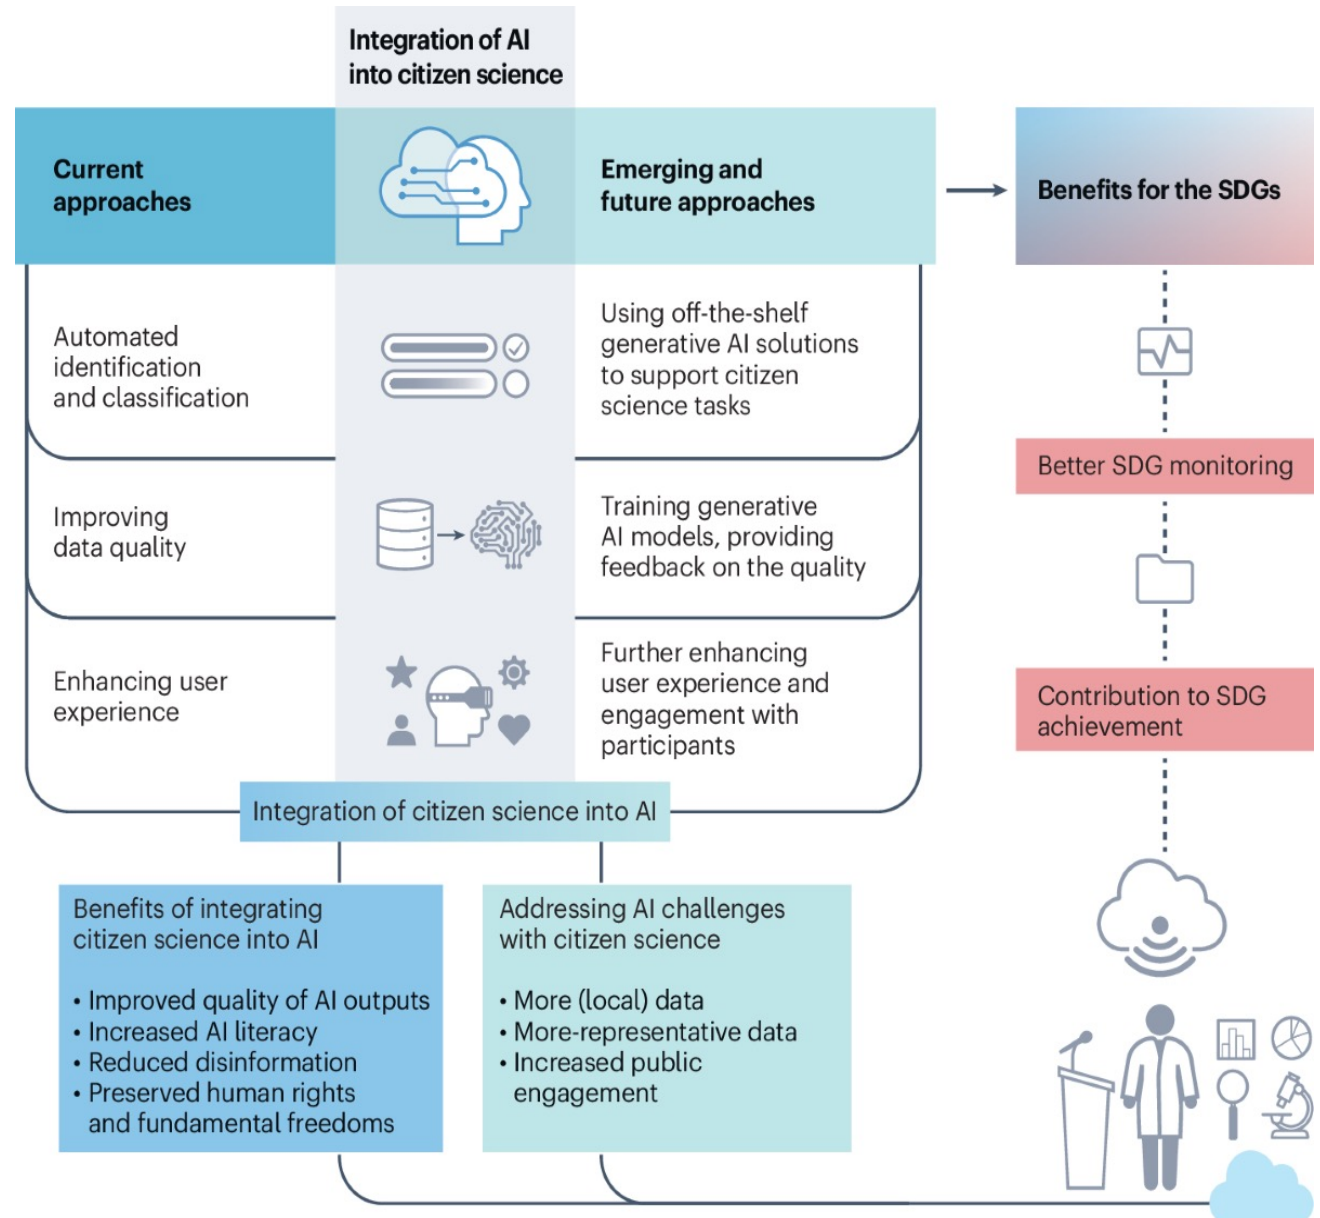 Integration of AI
into citizen science
Current
approaches
Emerging and
future approaches
Benefits for the SDGs
Automated
identification
and classification
Using off-the-shelf
generative AI solutions
to support citizen
science tasks
Improving
data quality
Training generative
AI models, providing
feedback on the quality
Enhancing user
experience
Further enhancing
user experience and
engagement with
participants
Better SDG monitoring
Contribution to SDG
achievement
Integration of citizen science into AI
Benefits of integrating
citizen science into AI
• Improved quality of AI outputs
• Increased AI literacy
• Reduced disinformation
• Preserved human rights
and fundamental freedoms
Addressing AI challenges
with citizen science
• More (local) data
• More-representative data
• Increased public
engagement